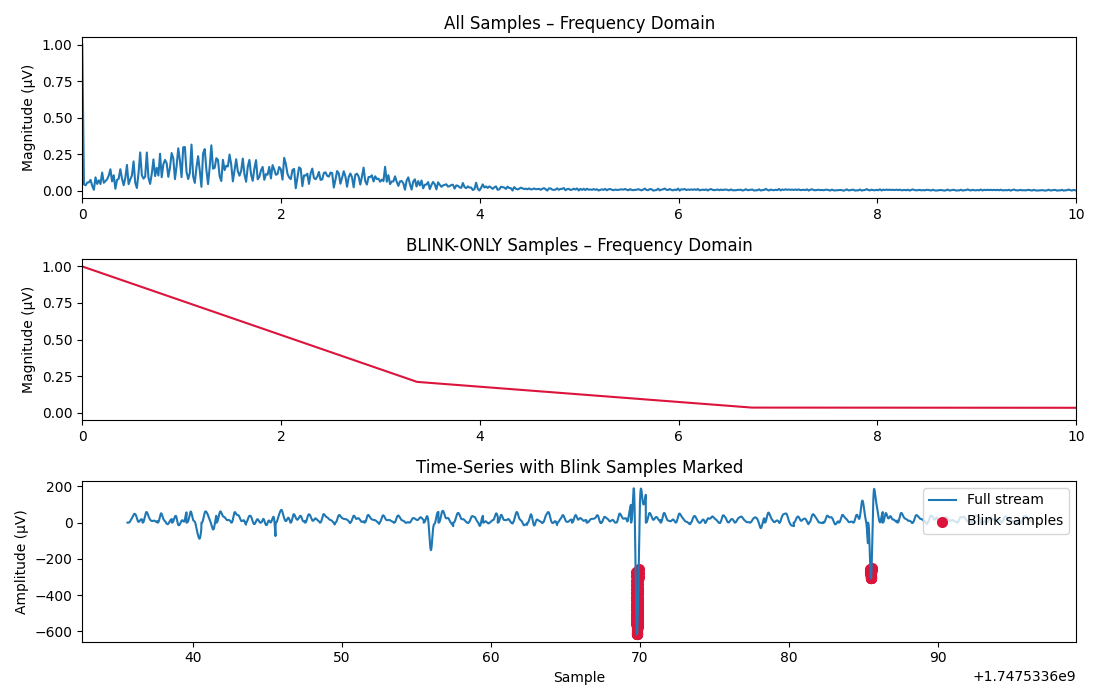 All Samples – Frequency Domain
Magnitude (µV)
1.00
0.75
0.50
0.25
0.00
0 2 4 6 8 10
BLINK-ONLY Samples – Frequency Domain
Magnitude (µV)
1.00
0.75
0.50
0.25
0.00
0 2 4 6 8 10
Time-Series with Blink Samples Marked
Amplitude (µV)
200
0
−200
−400
−600
Full stream
Blink samples
40 50 60 70 80 90
Sample
+1.7475336e9